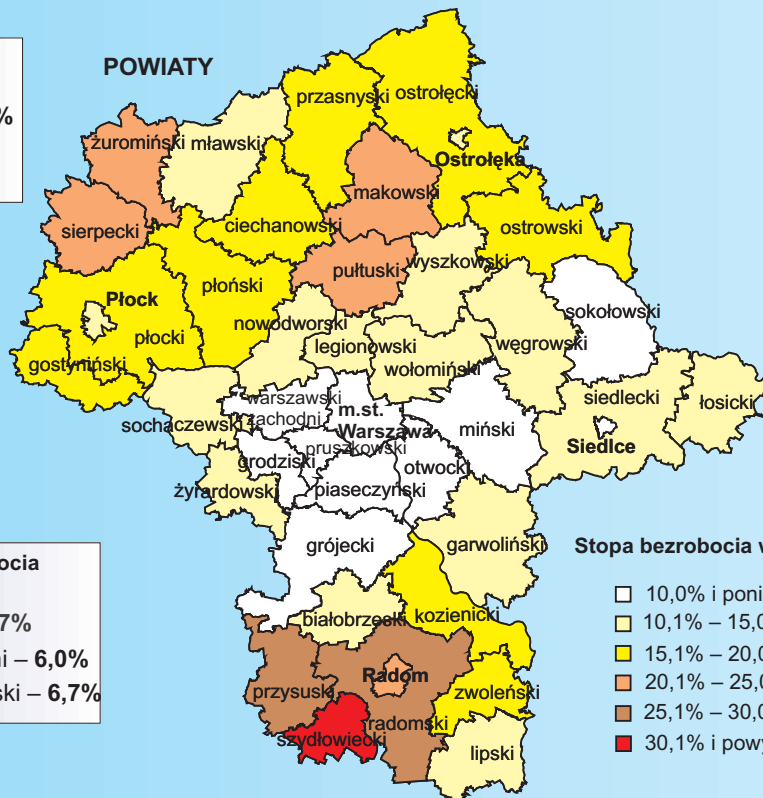 POWIATY
%
przasnyski
ostrołęcki
żuromiński
mławski
Ostrołęka
makowski
ciechanowski
ostrowski
sierpecki
wyszkowski
pułtuski
płoński
Płock
sokołowski
nowodworski
płocki
legionowski
węgrowski
gostyniński
wołomiński
siedlecki
warszawski
zachodni
łosicki
m.st.
Warszawa
sochaczewski
miński
Siedlce
pruszkowski
grodziski
otwocki
żyrardowski
piaseczyński
grójecki
garwoliński
białobrzeski
kozienicki
Radom
przysuski
zwoleński
radomski
szydłowiecki
lipski
ocia
7%
ni – 6,0%
ski – 6,7%
Stopa bezrobocia w
10,0% i poni
10,1% – 15,0
15,1% – 20,0
20,1% – 25,0
25,1% – 30,0
30,1% i powy